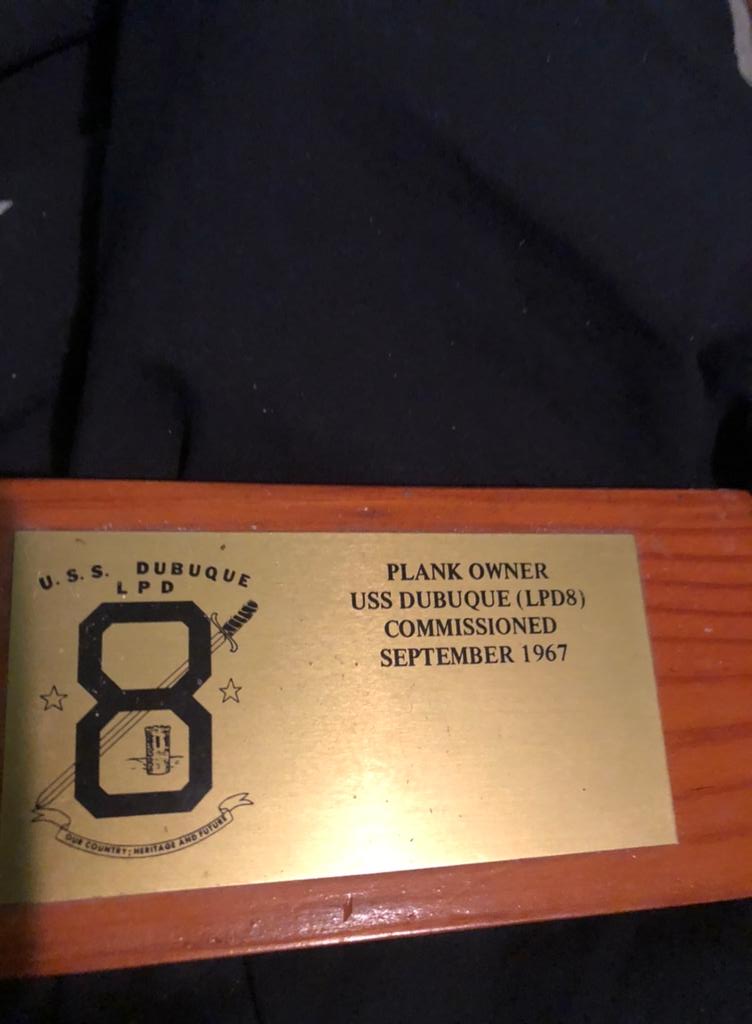 U.S.S. DUBUQUE
LPD
8
OUR COUNTRY; HERITAGE AND FUTURE
PLANK OWNER
USS DUBUQUE (LPD8)
COMMISSIONED
SEPTEMBER 1967